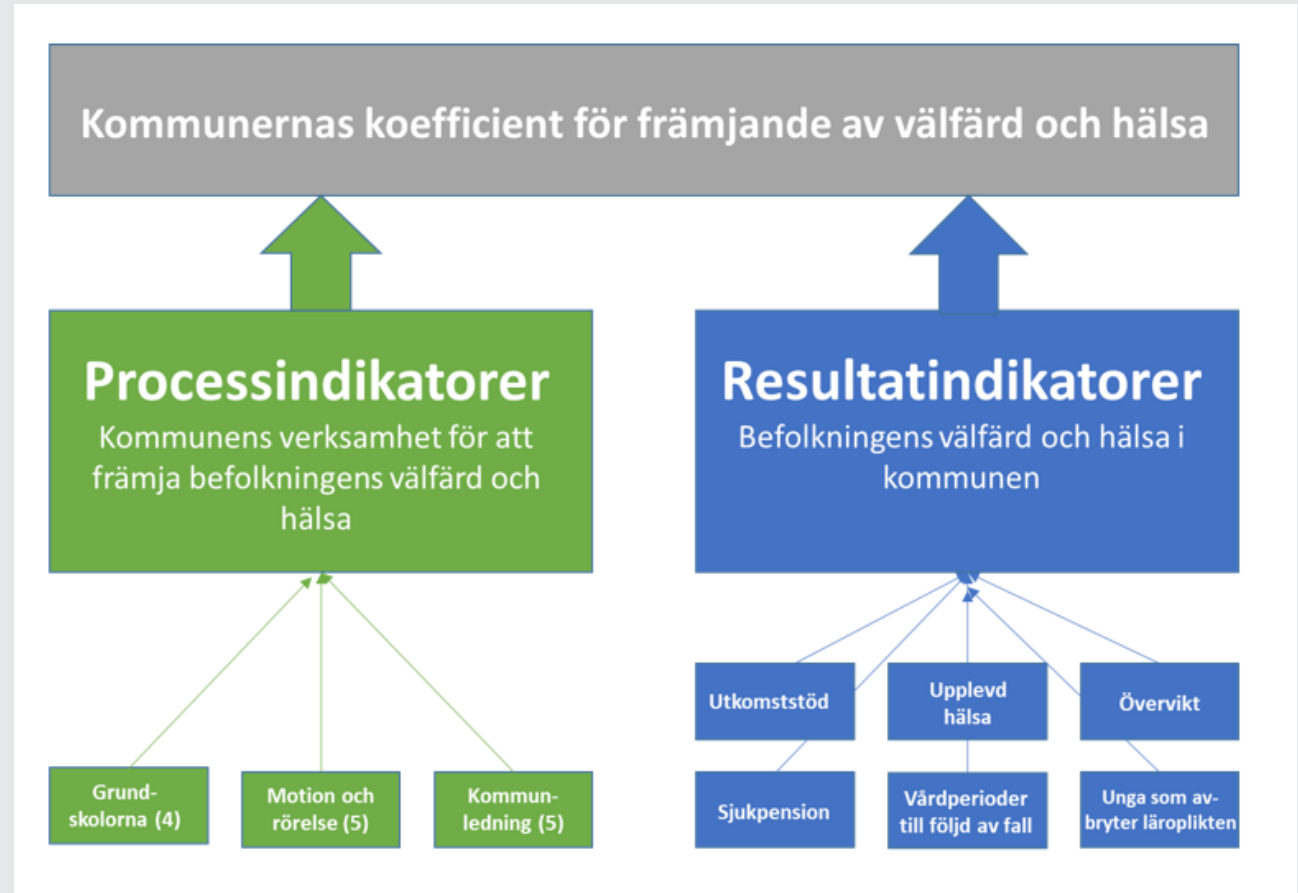 Kommunernas koefficient för främjande av välfärd och hälsa
Processindikatorer
Kommunens verksamhet för att
främja befolkningens välfärd och
hälsa
Resultatindikatorer
Befolkningens välfärd och hälsa i
kommunen
Utkomststöd
Upplevd
hälsa
Övervikt
Grund-
skolorna (4)
Motion och
rörelse (5)
Kommun-
ledning (5)
Sjukpension
Vårdperioder
till följd av fall
Unga som av-
bryter läroplikten